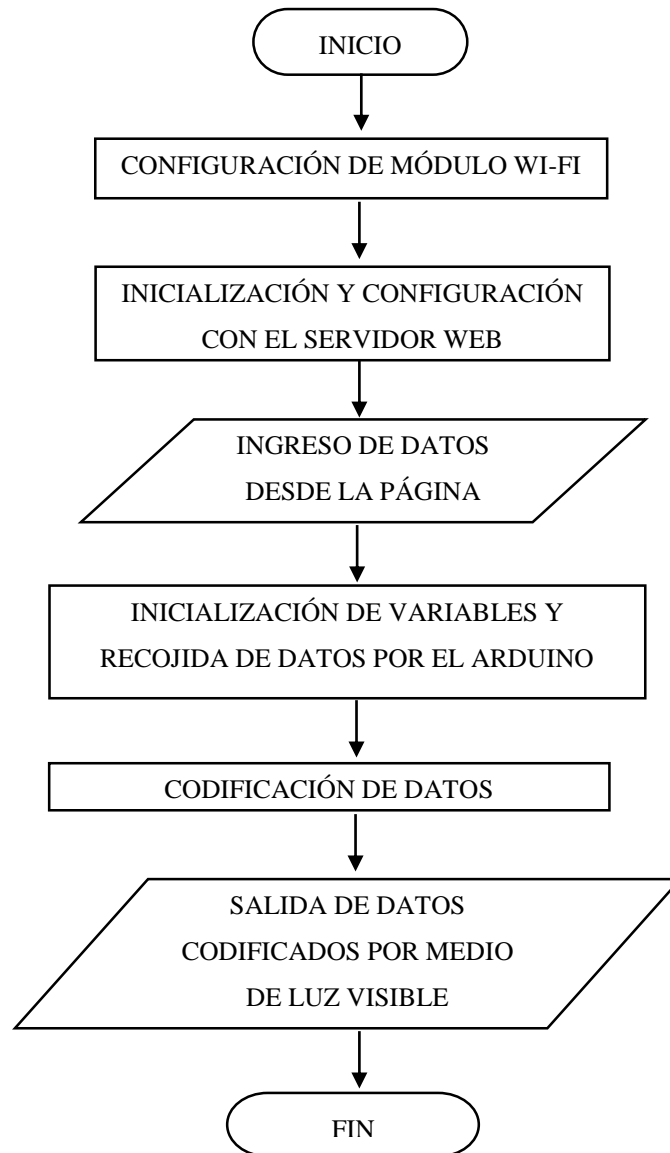 INICIO
CONFIGURACIÓN DE MÓDULO WI-FI
INICIALIZACIÓN Y CONFIGURACIÓN
CON EL SERVIDOR WEB
INGRESO DE DATOS
DESDE LA PÁGINA
INICIALIZACIÓN DE VARIABLES Y
RECOJIDA DE DATOS POR EL ARDUINO
CODIFICACIÓN DE DATOS
SALIDA DE DATOS
CODIFICADOS POR MEDIO
DE LUZ VISIBLE
FIN